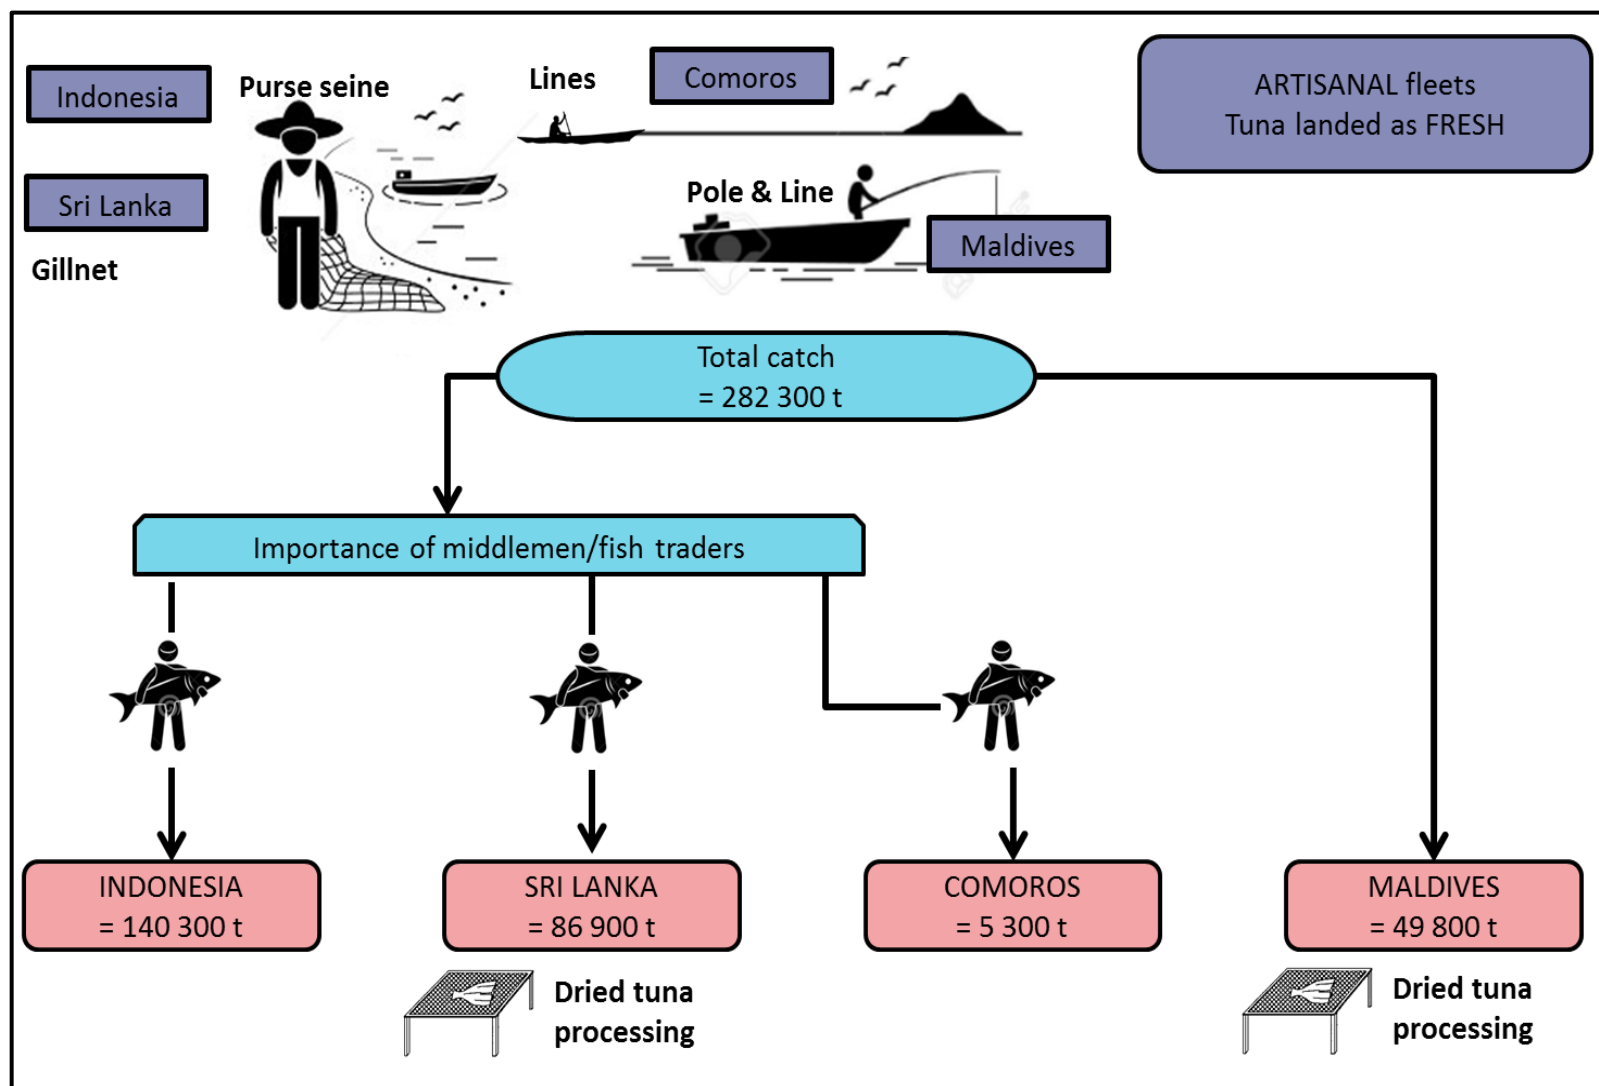 Indonesia
Purse seine
Lines
Comoros
ARTISANAL fleets
Tuna landed as FRESH
Sri Lanka
Gillnet
Pole & Line
Maldives
Total catch
= 282 300 t
Importance of middlemen/fish traders
INDONESIA
= 140 300 t
SRI LANKA
= 86 900 t
COMOROS
= 5 300 t
MALDIVES
= 49 800 t
Dried tuna
processing
Dried tuna
processing